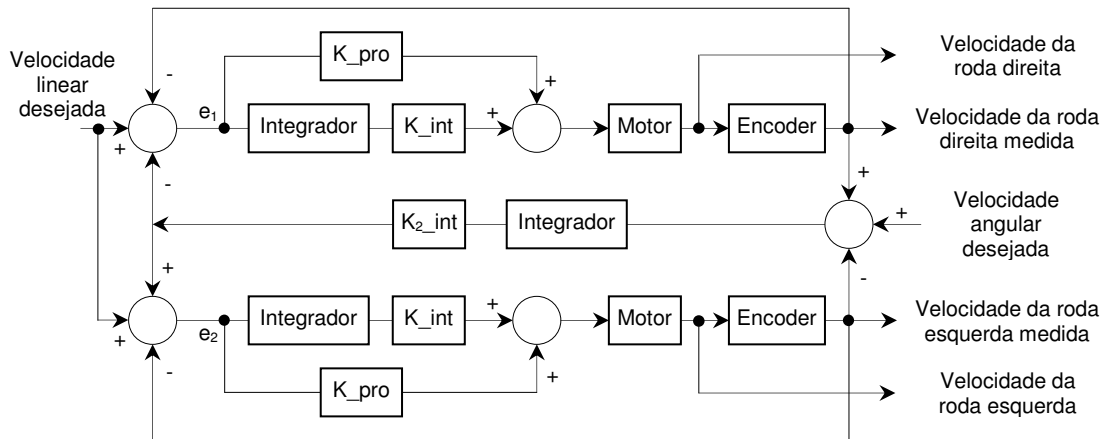 Velocidade
linear
desejada
-
+
-
e₁
K_pro
Integrador
K_int
+
+
Motor
Encoder
Velocidade da
roda direita
Velocidade da roda
direita medida
+
K₂_int
Integrador
+
-
Velocidade
angular
desejada
+
+
-
e₂
Integrador
K_int
K_pro
+
+
Motor
Encoder
Velocidade da roda
esquerda medida
Velocidade da
roda esquerda